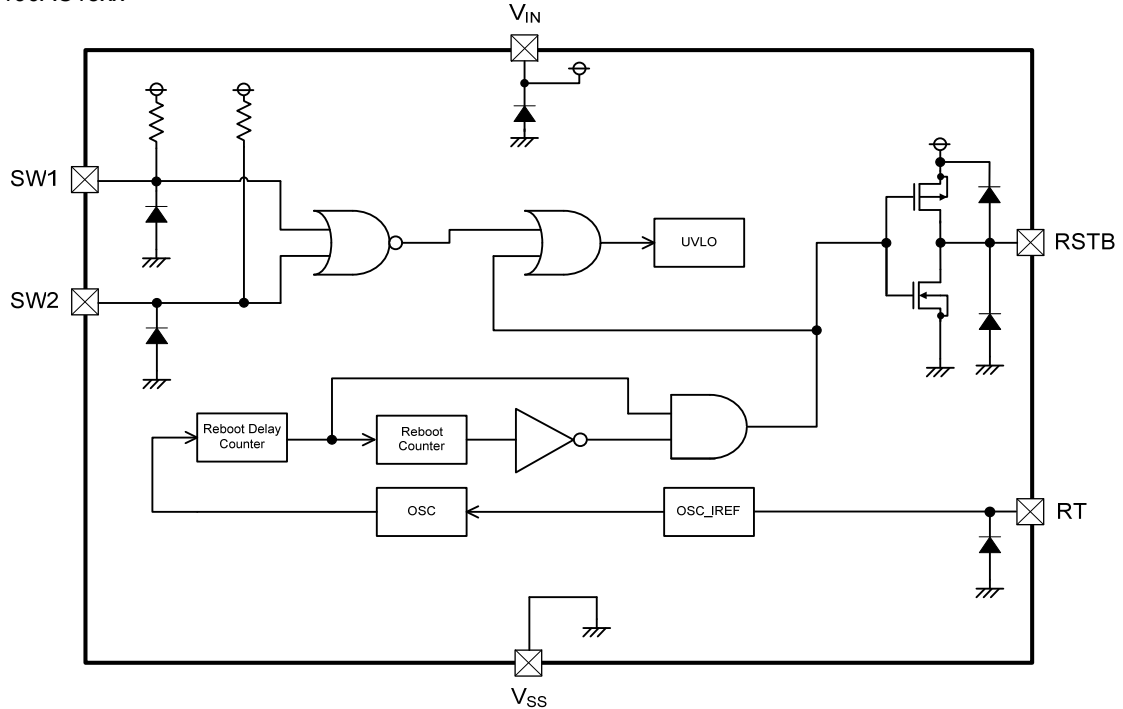 VIN
SW1
RSTB
UVLO
SW2
Reboot Delay
Counter
Reboot
Counter
OSC
OSC_IREF
RT
VSS